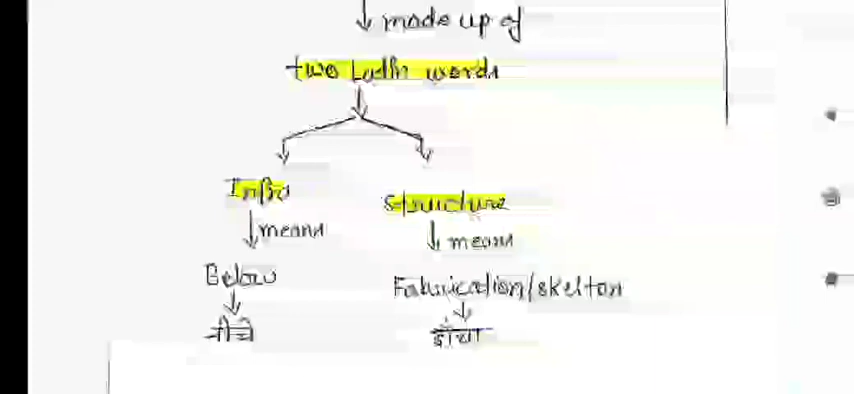 made up of
two Latin words
Infra
Structure
means
means
Below
Fabrication/skelton
नीचे
ढांचा